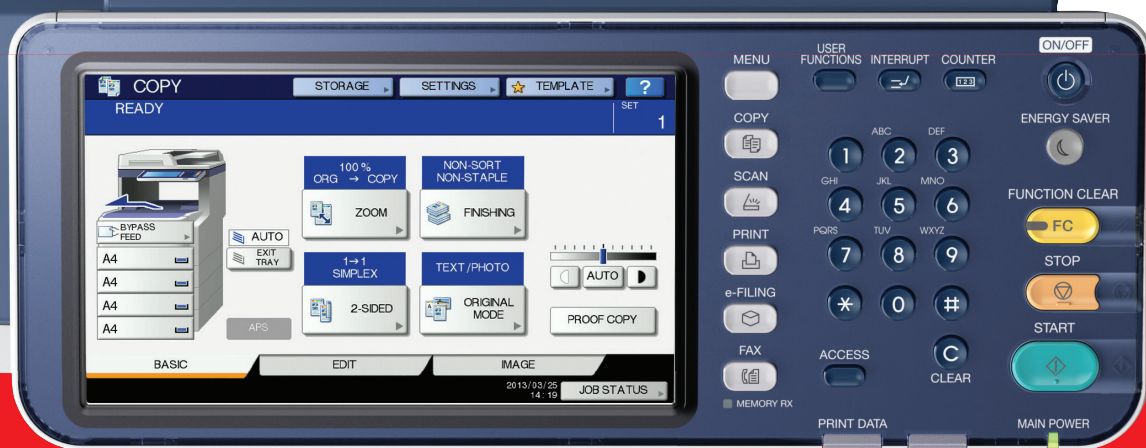 COPY
STORAGE
SETTINGS
TEMPLATE
?
READY
SET
1
100%
ORG → COPY
ZOOM
NON-SORT
NON-STAPLE
FINISHING
BYPASS
FEED
AUTO
EXIT
TRAY
A4
A4
A4
A4
APS
1→1
SIMPLEX
2-SIDED
TEXT/PHOTO
ORIGINAL
MODE
AUTO
PROOF COPY
BASIC
EDIT
IMAGE
2013/03/25
14:19
JOB STATUS
MENU
COPY
SCAN
PRINT
e-FILING
FAX
MEMORY RX
USER
FUNCTIONS
INTERRUPT
COUNTER
123
ABC
DEF
1
2
3
GHI
JKL
MNO
4
5
6
PQRS
TUV
WXYZ
7
8
9
*
0
#
ACCESS
C
CLEAR
PRINT DATA
ON/OFF
ENERGY SAVER
FUNCTION CLEAR
FC
STOP
START
MAIN POWER